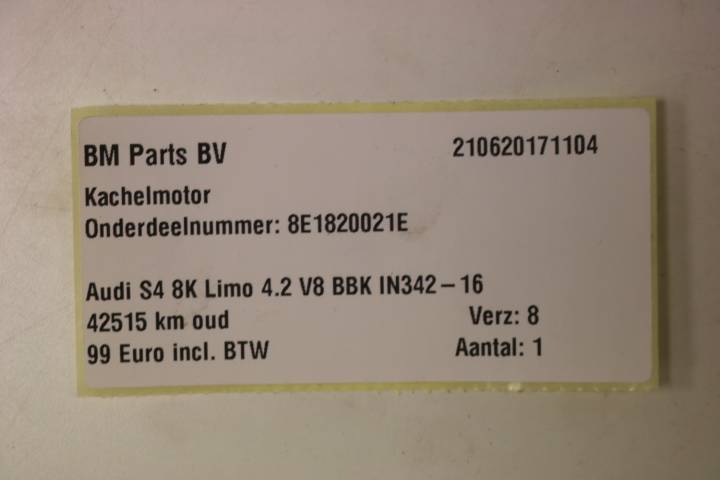 BM Parts BV 210620171104
Kachelmotor
Onderdeelnummer: 8E1820021E
Audi S4 8K Limo 4.2 V8 BBK IN342-16
42515 km oud Verz: 8
99 Euro incl. BTW Aantal: 1